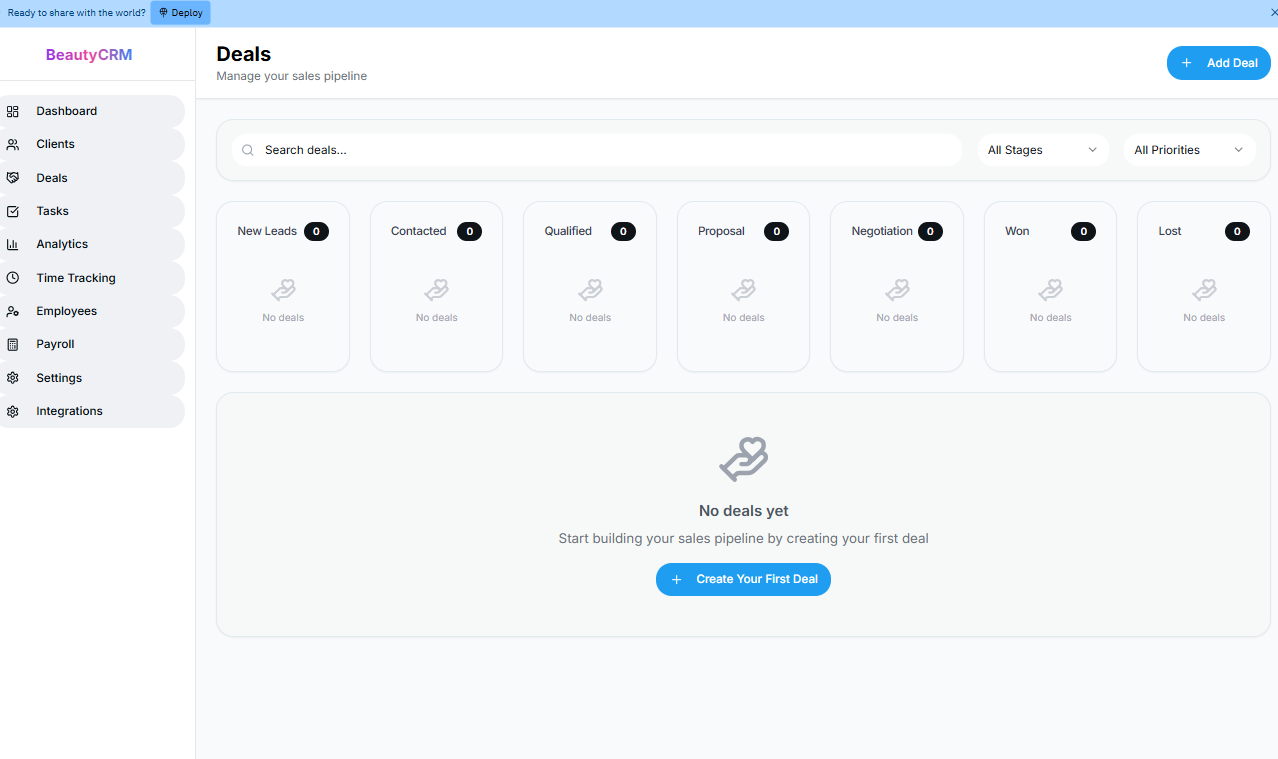 Ready to share with the world? Deploy
BeautyCRM
Dashboard
Clients
Deals
Tasks
Analytics
Time Tracking
Employees
Payroll
Settings
Integrations
Deals
Manage your sales pipeline
Add Deal
Search deals...
All Stages
All Priorities
New Leads 0
No deals
Contacted 0
No deals
Qualified 0
No deals
Proposal 0
No deals
Negotiation 0
No deals
Won 0
No deals
Lost 0
No deals
No deals yet
Start building your sales pipeline by creating your first deal
Create Your First Deal